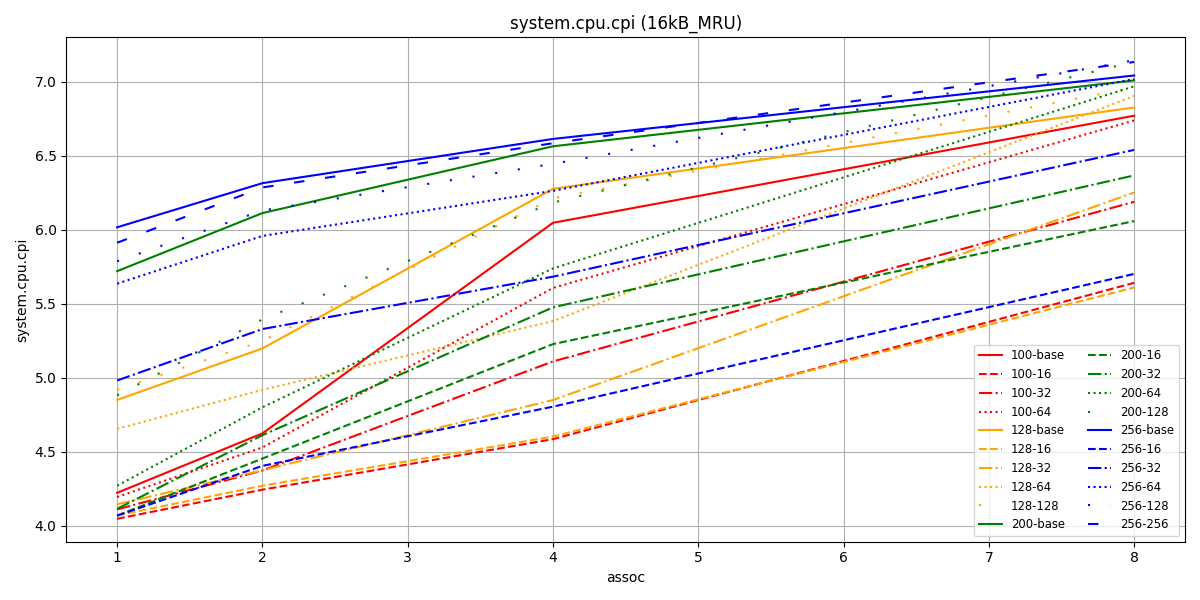 system.cpu.cpi (16kB_MRU)
system.cpu.cpi
7.0
6.5
6.0
5.5
5.0
4.5
4.0
1 2 3 4 5 6 7 8
assoc
100-base
100-16
100-32
100-64
128-base
128-16
128-32
128-64
128-128
200-base
200-16
200-32
200-64
200-128
256-base
256-16
256-32
256-64
256-128
256-256